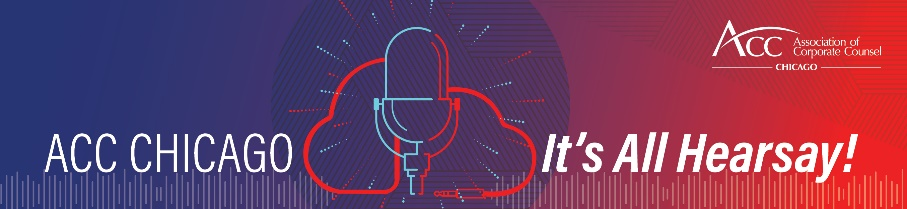 ACC Association of
Corporate Counsel
CHICAGO
ACC CHICAGO It's All Hearsay!